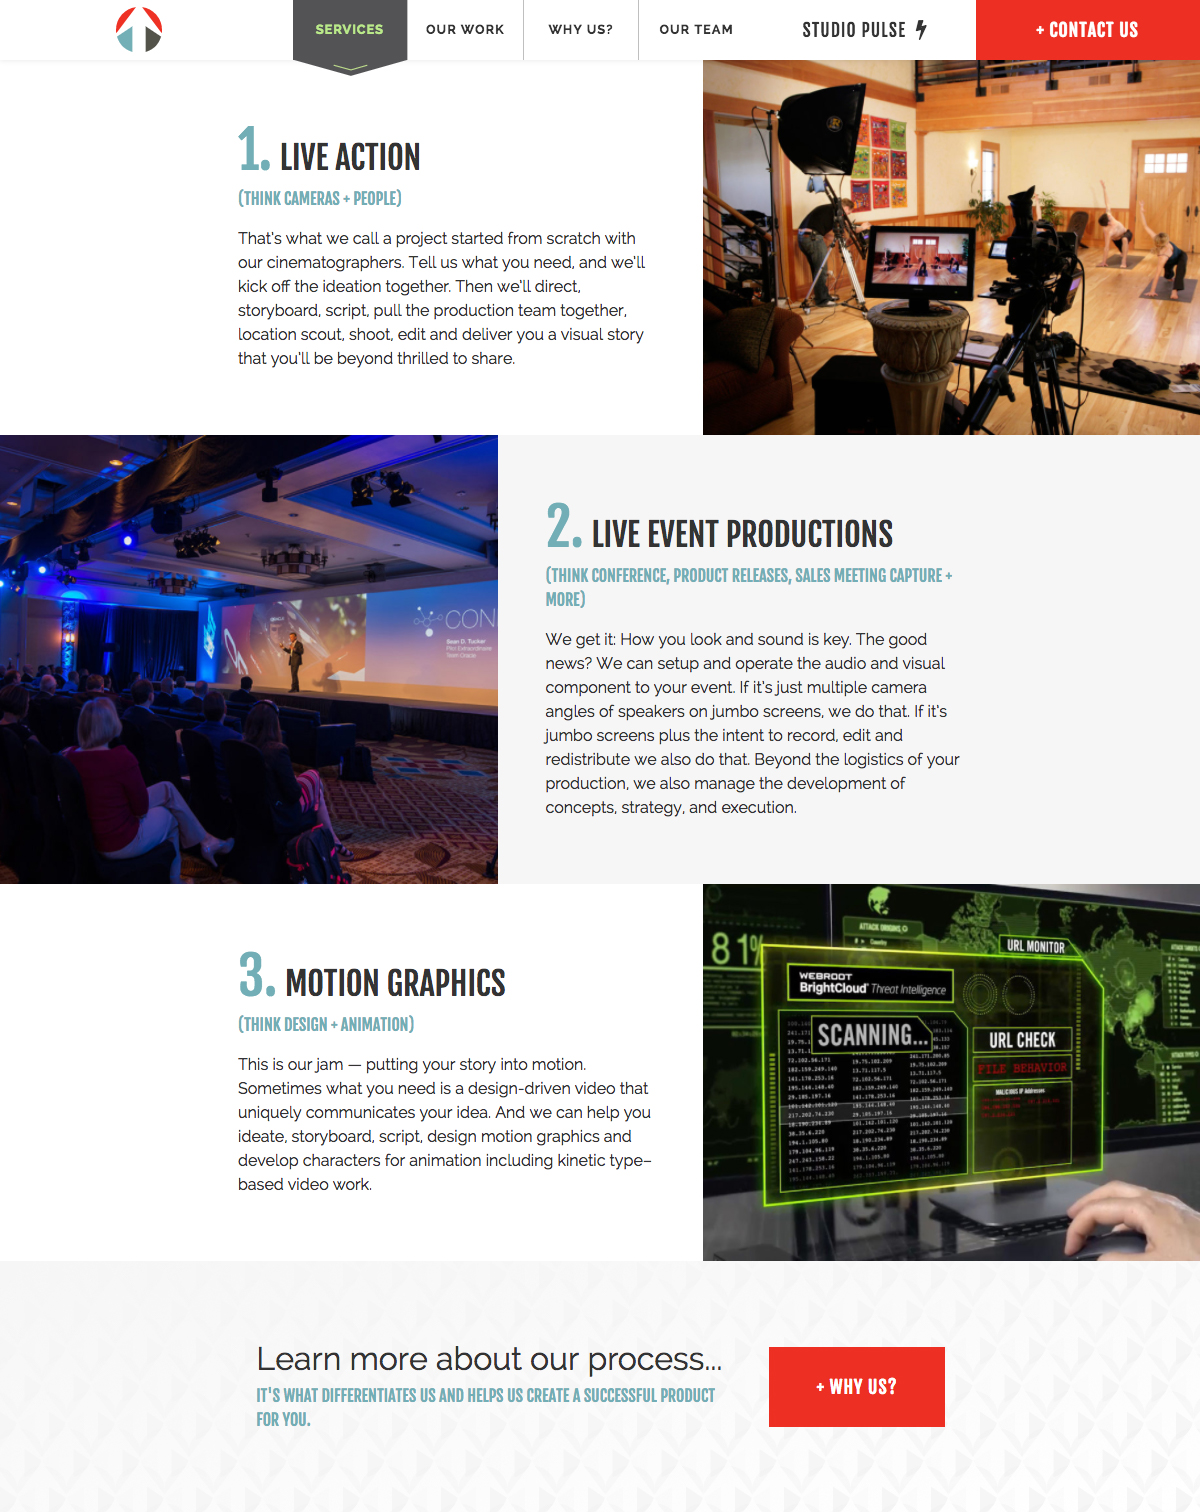 SERVICES
OUR WORK
WHY US?
OUR TEAM
STUDIO PULSE
+ CONTACT US
1. LIVE ACTION
(THINK CAMERAS + PEOPLE)
That's what we call a project started from scratch with
our cinematographers. Tell us what you need, and we'll
kick off the ideation together. Then we'll direct,
storyboard, script, pull the production team together,
location scout, shoot, edit and deliver you a visual story
that you'll be beyond thrilled to share.
CON
Sean D. Tucker
Team Oracle
2. LIVE EVENT PRODUCTIONS
(THINK CONFERENCE, PRODUCT RELEASES, SALES MEETING CAPTURE +
MORE)
We get it: How you look and sound is key. The good
news? We can setup and operate the audio and visual
component to your event. If it's just multiple camera
angles of speakers on jumbo screens, we do that. If it's
jumbo screens plus the intent to record, edit and
redistribute we also do that. Beyond the logistics of your
production, we also manage the development of
concepts, strategy, and execution.
3. MOTION GRAPHICS
(THINK DESIGN + ANIMATION)
This is our jam — putting your story into motion.
Sometimes what you need is a design-driven video that
uniquely communicates your idea. And we can help you
ideate, storyboard, script, design motion graphics and
develop characters for animation including kinetic type–
based video work.
ATTACK ORIGINS
Country
81%
URL MONITOR
WEBROOT
BrightCloud Threat Intelligence
SCANNING...
URL CHECK
FILE BEHAVIOR
MALICIOUS IP Addresses
Learn more about our process...
IT'S WHAT DIFFERENTIATES US AND HELPS US CREATE A SUCCESSFUL PRODUCT
FOR YOU.
+ WHY US?